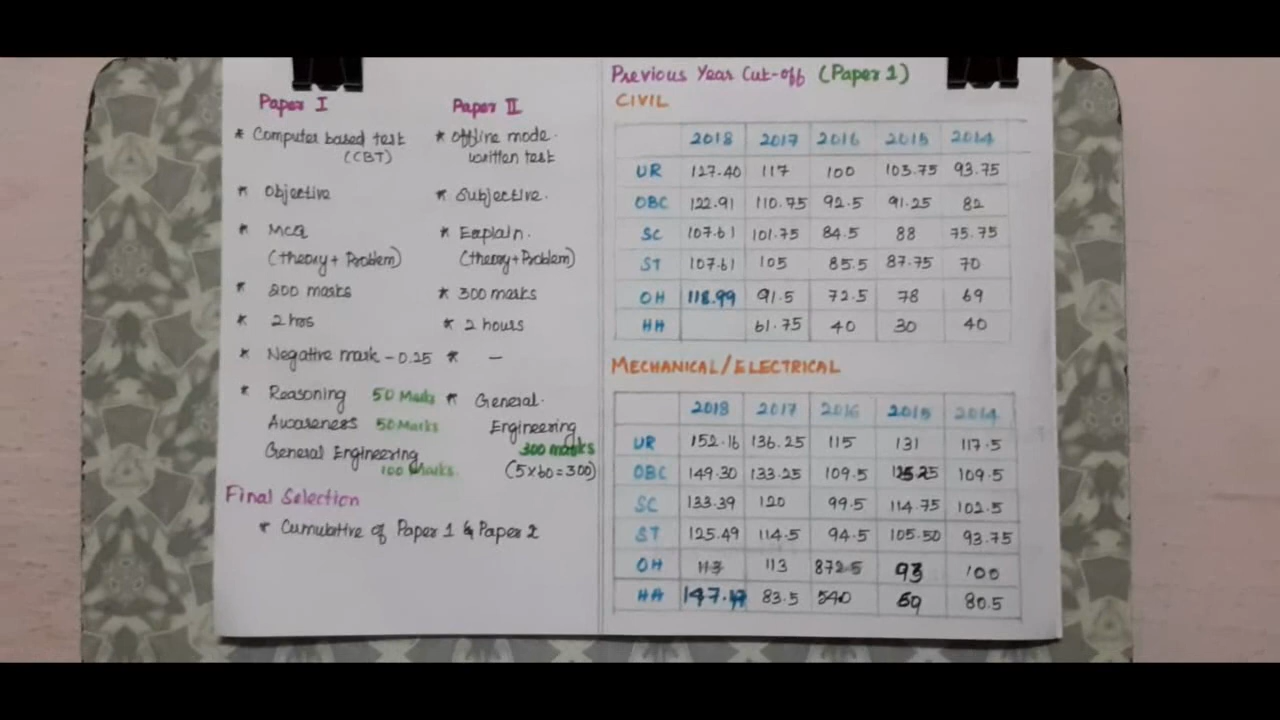 Paper I
* Computer based test
(CBT)
* Objective
* MCQ
(theory + Problem)
* 200 marks
* 2 hrs
* Negative mark - 0.25
* Reasoning 50 Marks
Awareness 50 Marks
General Engineering
100 Marks
Paper II
* Offline mode.
written test
* Subjective.
* Explain.
(theory + Problem)
* 300 marks
* 2 hours
* —
* General.
Engineering
300 marks
(5x60=300)
Final Selection
* Cumulative of Paper 1 & Paper 2
Previous Year Cut-off (Paper 1)
CIVIL
2018 2017 2016 2015 2014
UR 127.40 117 100 103.75 93.75
OBC 122.91 110.75 92.5 91.25 82
SC 107.61 101.75 84.5 88 75.75
ST 107.61 105 85.5 87.75 70
OH 118.99 91.5 72.5 78 69
HH 61.75 40 30 40
MECHANICAL/ELECTRICAL
2018 2017 2016 2015 2014
UR 152.16 136.25 115 131 117.5
OBC 149.30 133.25 109.5 109.5
SC 133.39 120 99.5 114.75 102.5
ST 125.49 114.5 94.5 105.50 93.75
OH 113 113 93 100
HH 83.5 80.5